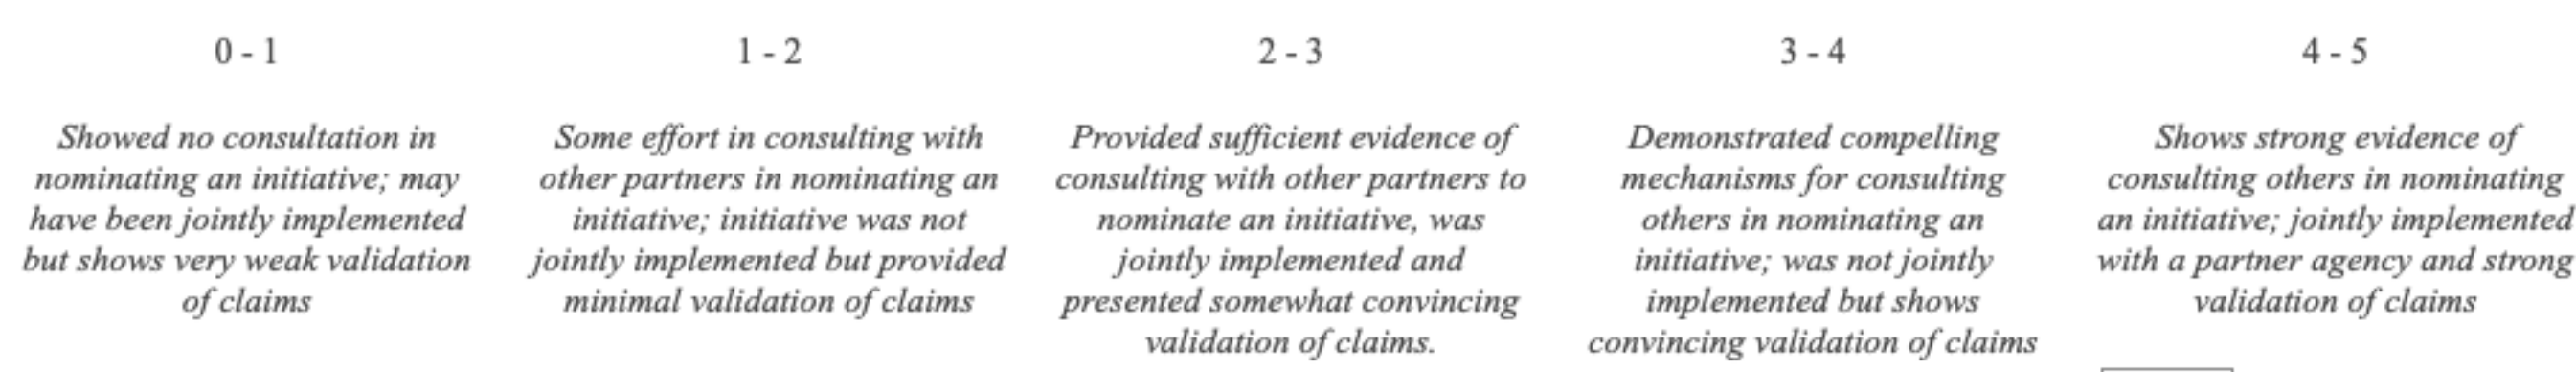 0 - 1
Showed no consultation in
nominating an initiative; may
have been jointly implemented
but shows very weak validation
of claims
1 - 2
Some effort in consulting with
other partners in nominating an
initiative; initiative was not
jointly implemented but provided
minimal validation of claims
2 - 3
Provided sufficient evidence of
consulting with other partners to
nominate an initiative, was
jointly implemented and
presented somewhat convincing
validation of claims.
3 - 4
Demonstrated compelling
mechanisms for consulting
others in nominating an
initiative; was not jointly
implemented but shows
convincing validation of claims
4 - 5
Shows strong evidence of
consulting others in nominating
an initiative; jointly implemented
with a partner agency and strong
validation of claims